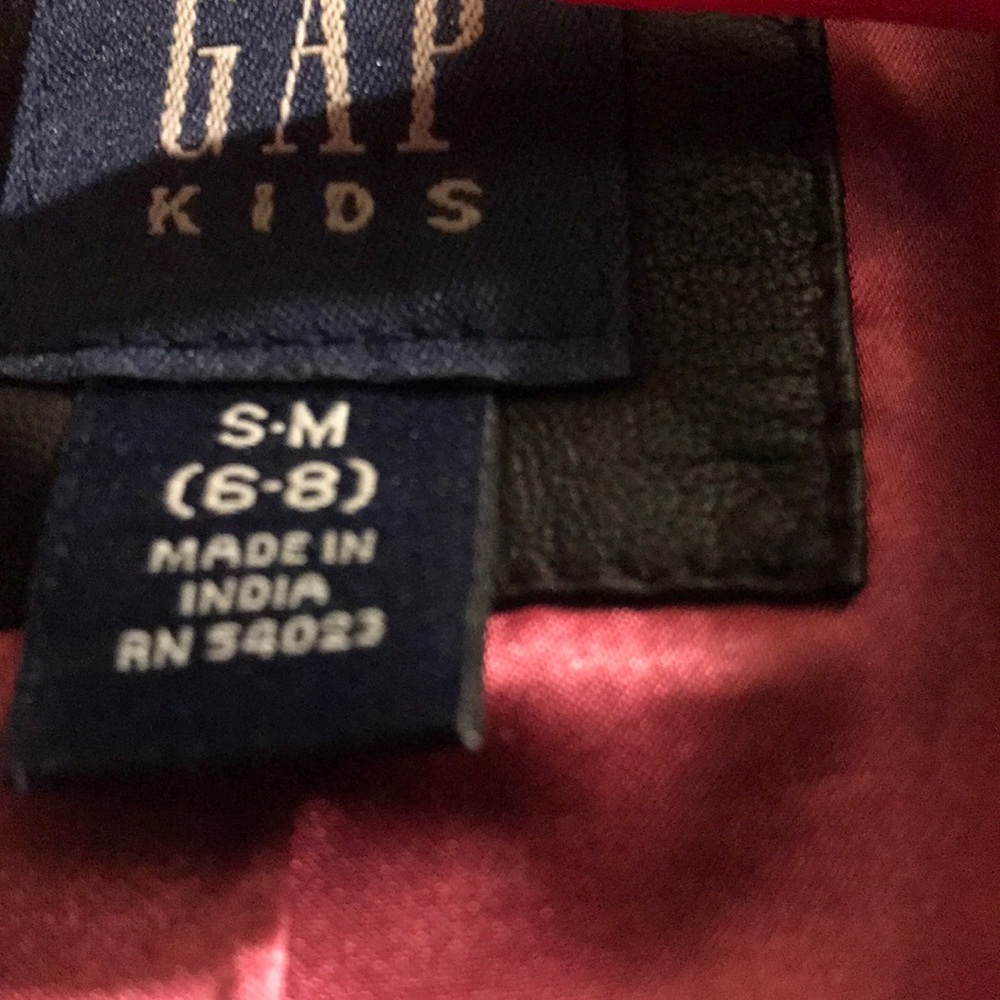 GAP
KIDS
S-M
(6-8)
MADE IN
INDIA
RN 54023